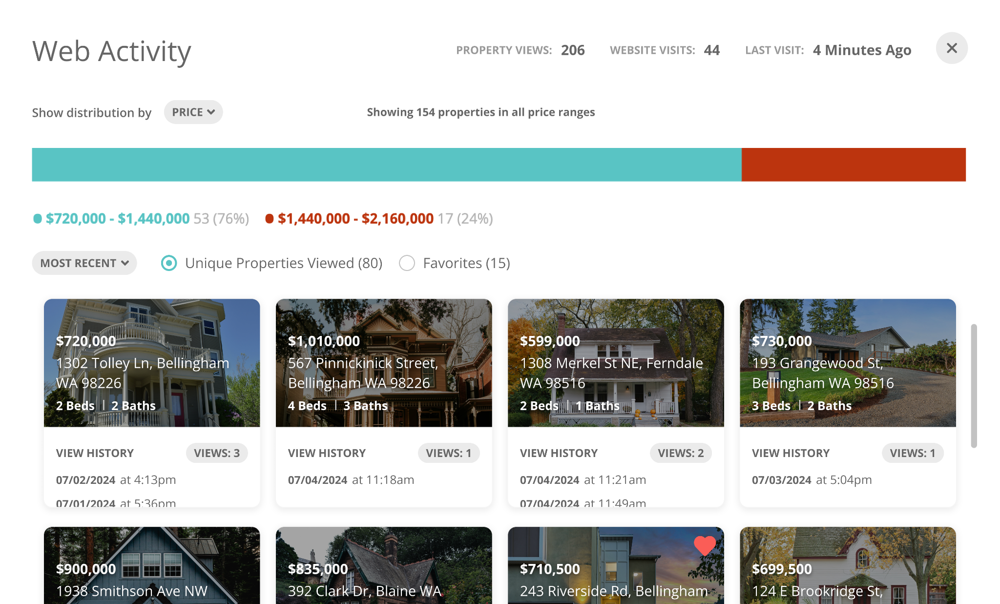 Web Activity
PROPERTY VIEWS: 206 WEBSITE VISITS: 44 LAST VISIT: 4 Minutes Ago
Show distribution by PRICE
Showing 154 properties in all price ranges
$720,000 - $1,440,000 53 (76%) $1,440,000 - $2,160,000 17 (24%)
MOST RECENT Unique Properties Viewed (80) Favorites (15)
$720,000
1302 Tolley Ln, Bellingham
WA 98226
2 Beds | 2 Baths
VIEW HISTORY VIEWS: 3
07/02/2024 at 4:13pm
07/01/2024 at 5:36pm
$1,010,000
567 Pinnickinick Street,
Bellingham WA 98226
4 Beds | 3 Baths
VIEW HISTORY VIEWS: 1
07/04/2024 at 11:18am
$599,000
1308 Merkel St NE, Ferndale
WA 98516
2 Beds | 1 Baths
VIEW HISTORY VIEWS: 2
07/04/2024 at 11:21am
07/04/2024 at 11:49am
$730,000
193 Grangewood St,
Bellingham WA 98516
3 Beds | 2 Baths
VIEW HISTORY VIEWS: 1
07/03/2024 at 5:04pm
$900,000
1938 Smithson Ave NW
$835,000
392 Clark Dr, Blaine WA
$710,500
243 Riverside Rd, Bellingham
$699,500
124 E Brookridge St,